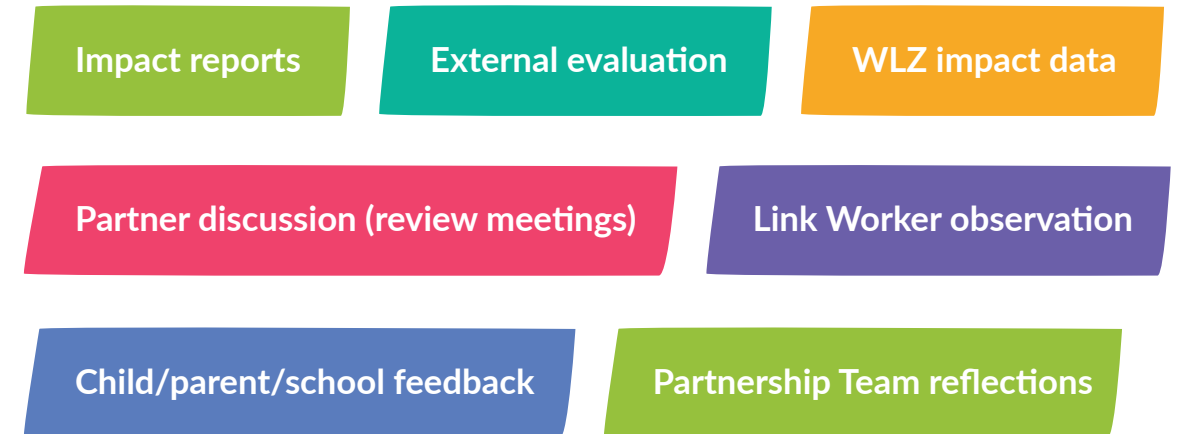 Impact reports
External evaluation
WLZ impact data
Partner discussion (review meetings)
Link Worker observation
Child/parent/school feedback
Partnership Team reflections